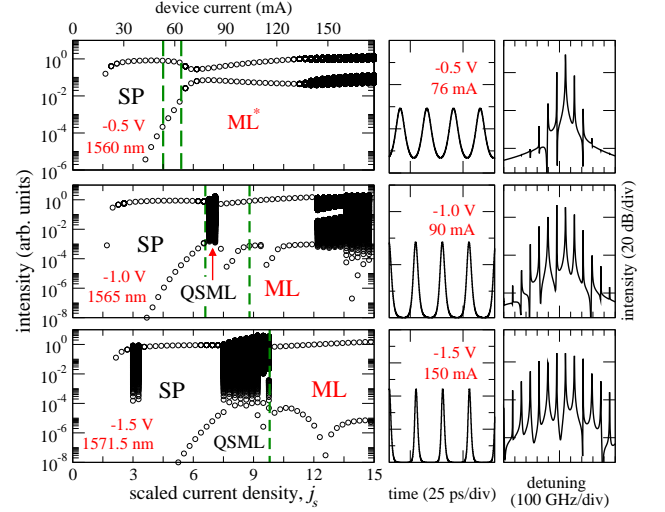 device current (mA)
0 30 60 90 120 150
10^0
10^-2
10^-4
10^-6
SP
ML*
-0.5 V
1560 nm
-0.5 V
76 mA
10^0
10^-2
10^-4
10^-6
10^-8
SP
QSML
ML
-1.0 V
1565 nm
-1.0 V
90 mA
10^0
10^-2
10^-4
10^-6
10^-8
SP
QSML
ML
-1.5 V
1571.5 nm
-1.5 V
150 mA
0 3 6 9 12 15
scaled current density, j_s
intensity (arb. units)
time (25 ps/div)
detuning
(100 GHz/div)
intensity (20 dB/div)